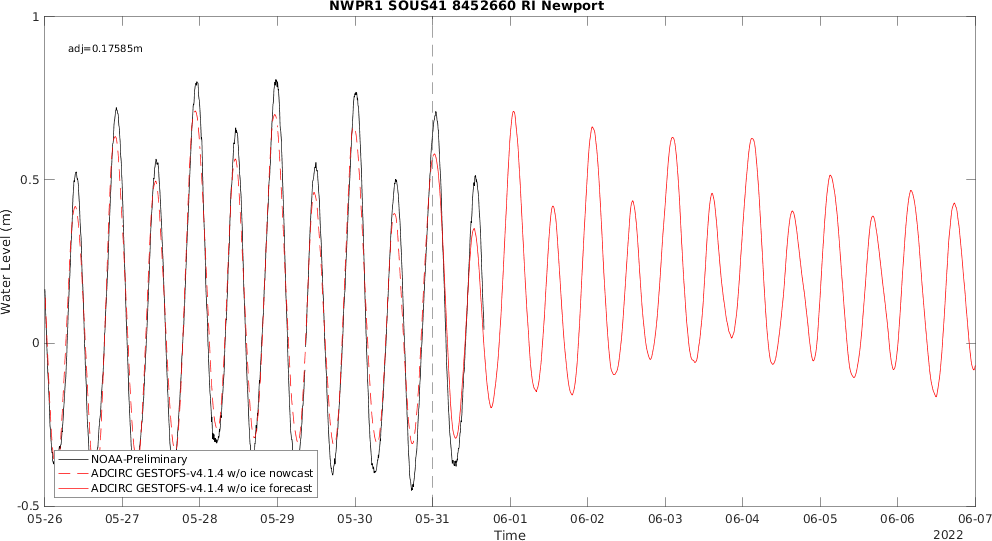 NWPR1 SOUS41 8452660 RI Newport
adj=0.17585m
1
0.5
0
-0.5
Water Level (m)
NOAA-Preliminary
ADCIRC GESTOFS-v4.1.4 w/o ice nowcast
ADCIRC GESTOFS-v4.1.4 w/o ice forecast
05-26 05-27 05-28 05-29 05-30 05-31 06-01 06-02 06-03 06-04 06-05 06-06 06-07
Time
2022